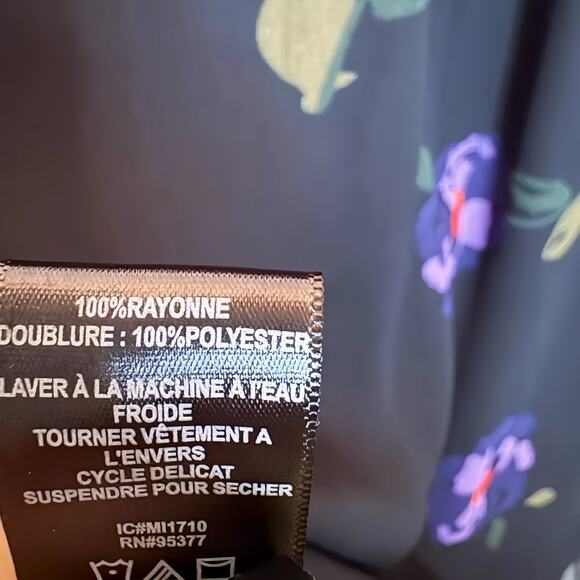 100%RAYONNE
DOUBLURE : 100%POLYESTER
LAVER À LA MACHINE À l'EAU
FROIDE
TOURNER VÊTEMENT A
L'ENVERS
CYCLE DELICAT
SUSPENDRE POUR SECHER
IC#MI1710
RN#95377